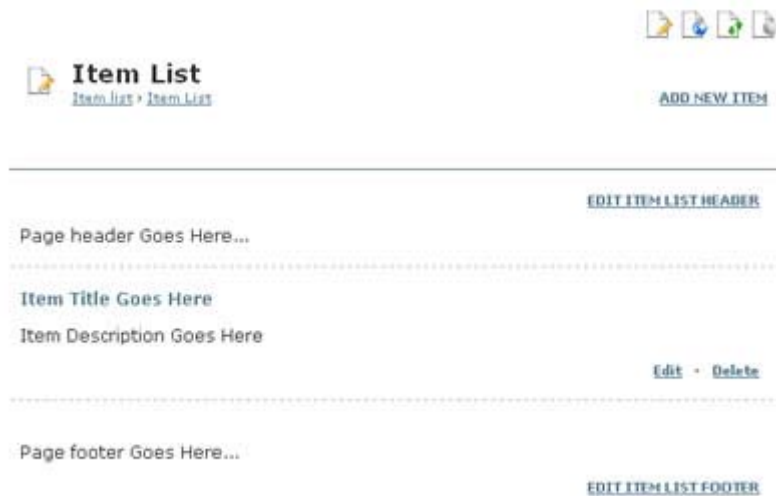 Item List
Item list › Item List
ADD NEW ITEM
EDIT ITEM LIST HEADER
Page header Goes Here...
Item Title Goes Here
Item Description Goes Here
Edit · Delete
Page footer Goes Here...
EDIT ITEM LIST FOOTER